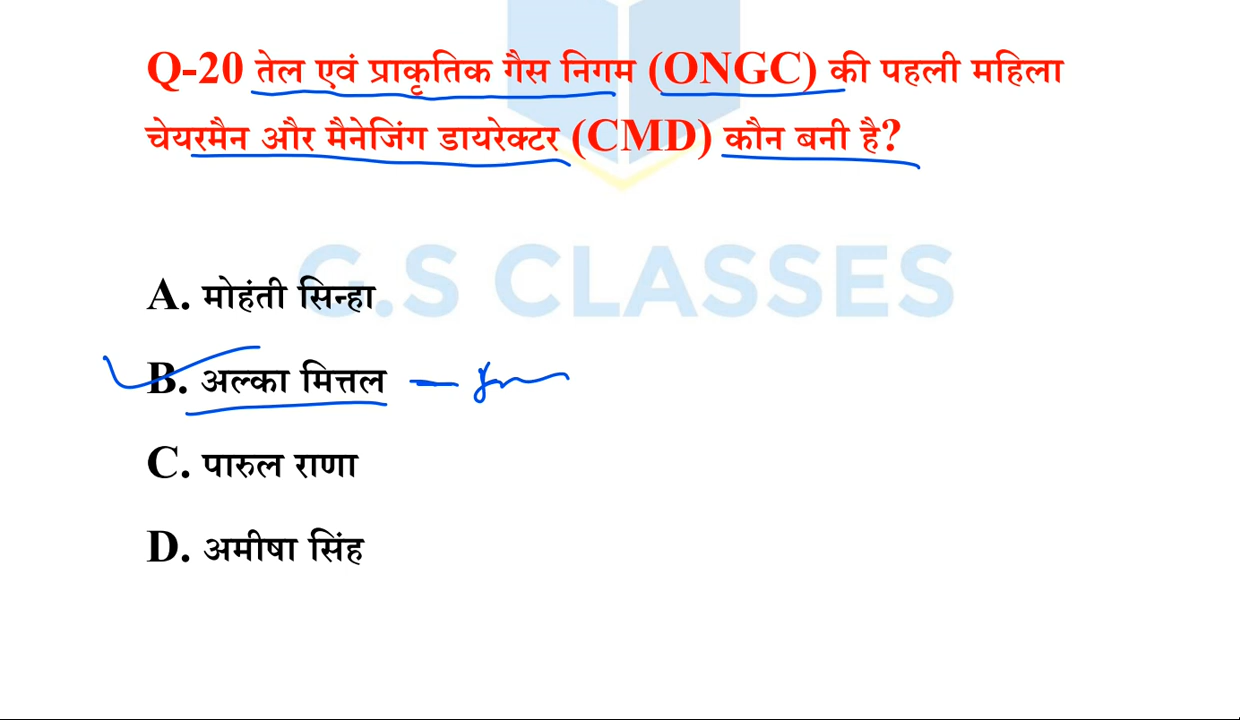 Q-20 तेल एवं प्राकृतिक गैस निगम (ONGC) की पहली महिला
चेयरमैन और मैनेजिंग डायरेक्टर (CMD) कौन बनी है?
G.S CLASSES
A. मोहंती सिन्हा
B. अल्का मित्तल –
C. पारुल राणा
D. अमीषा सिंह